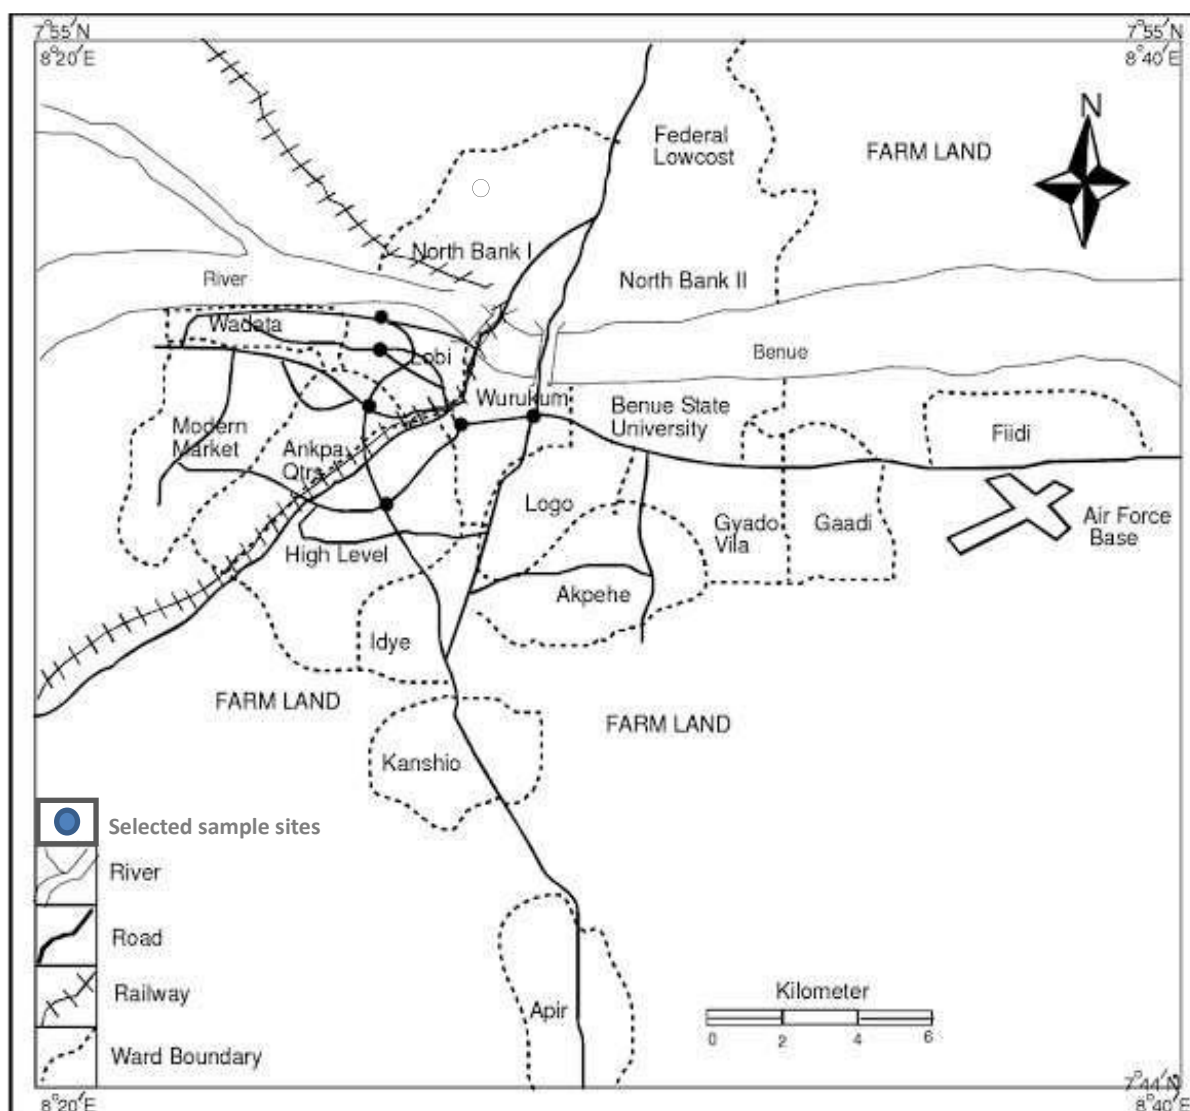 7°55′N
7°55′N
8°20′E
8°40′E
N
Federal
Lowcost
FARM LAND
North Bank I
River
North Bank II
Wadata
Lobi
Benue
Wurukum
Benue State
University
Modern
Market
Ankpa
Qtrs
Fiidi
Logo
Gyado
Vila
Gaadi
Air Force
Base
High Level
Akpehe
Idye
FARM LAND
FARM LAND
Kanshio
Selected sample sites
River
Road
Railway
Ward Boundary
Apir
Kilometer
0 2 4 6
7°44′N
8°20′E
8°40′E